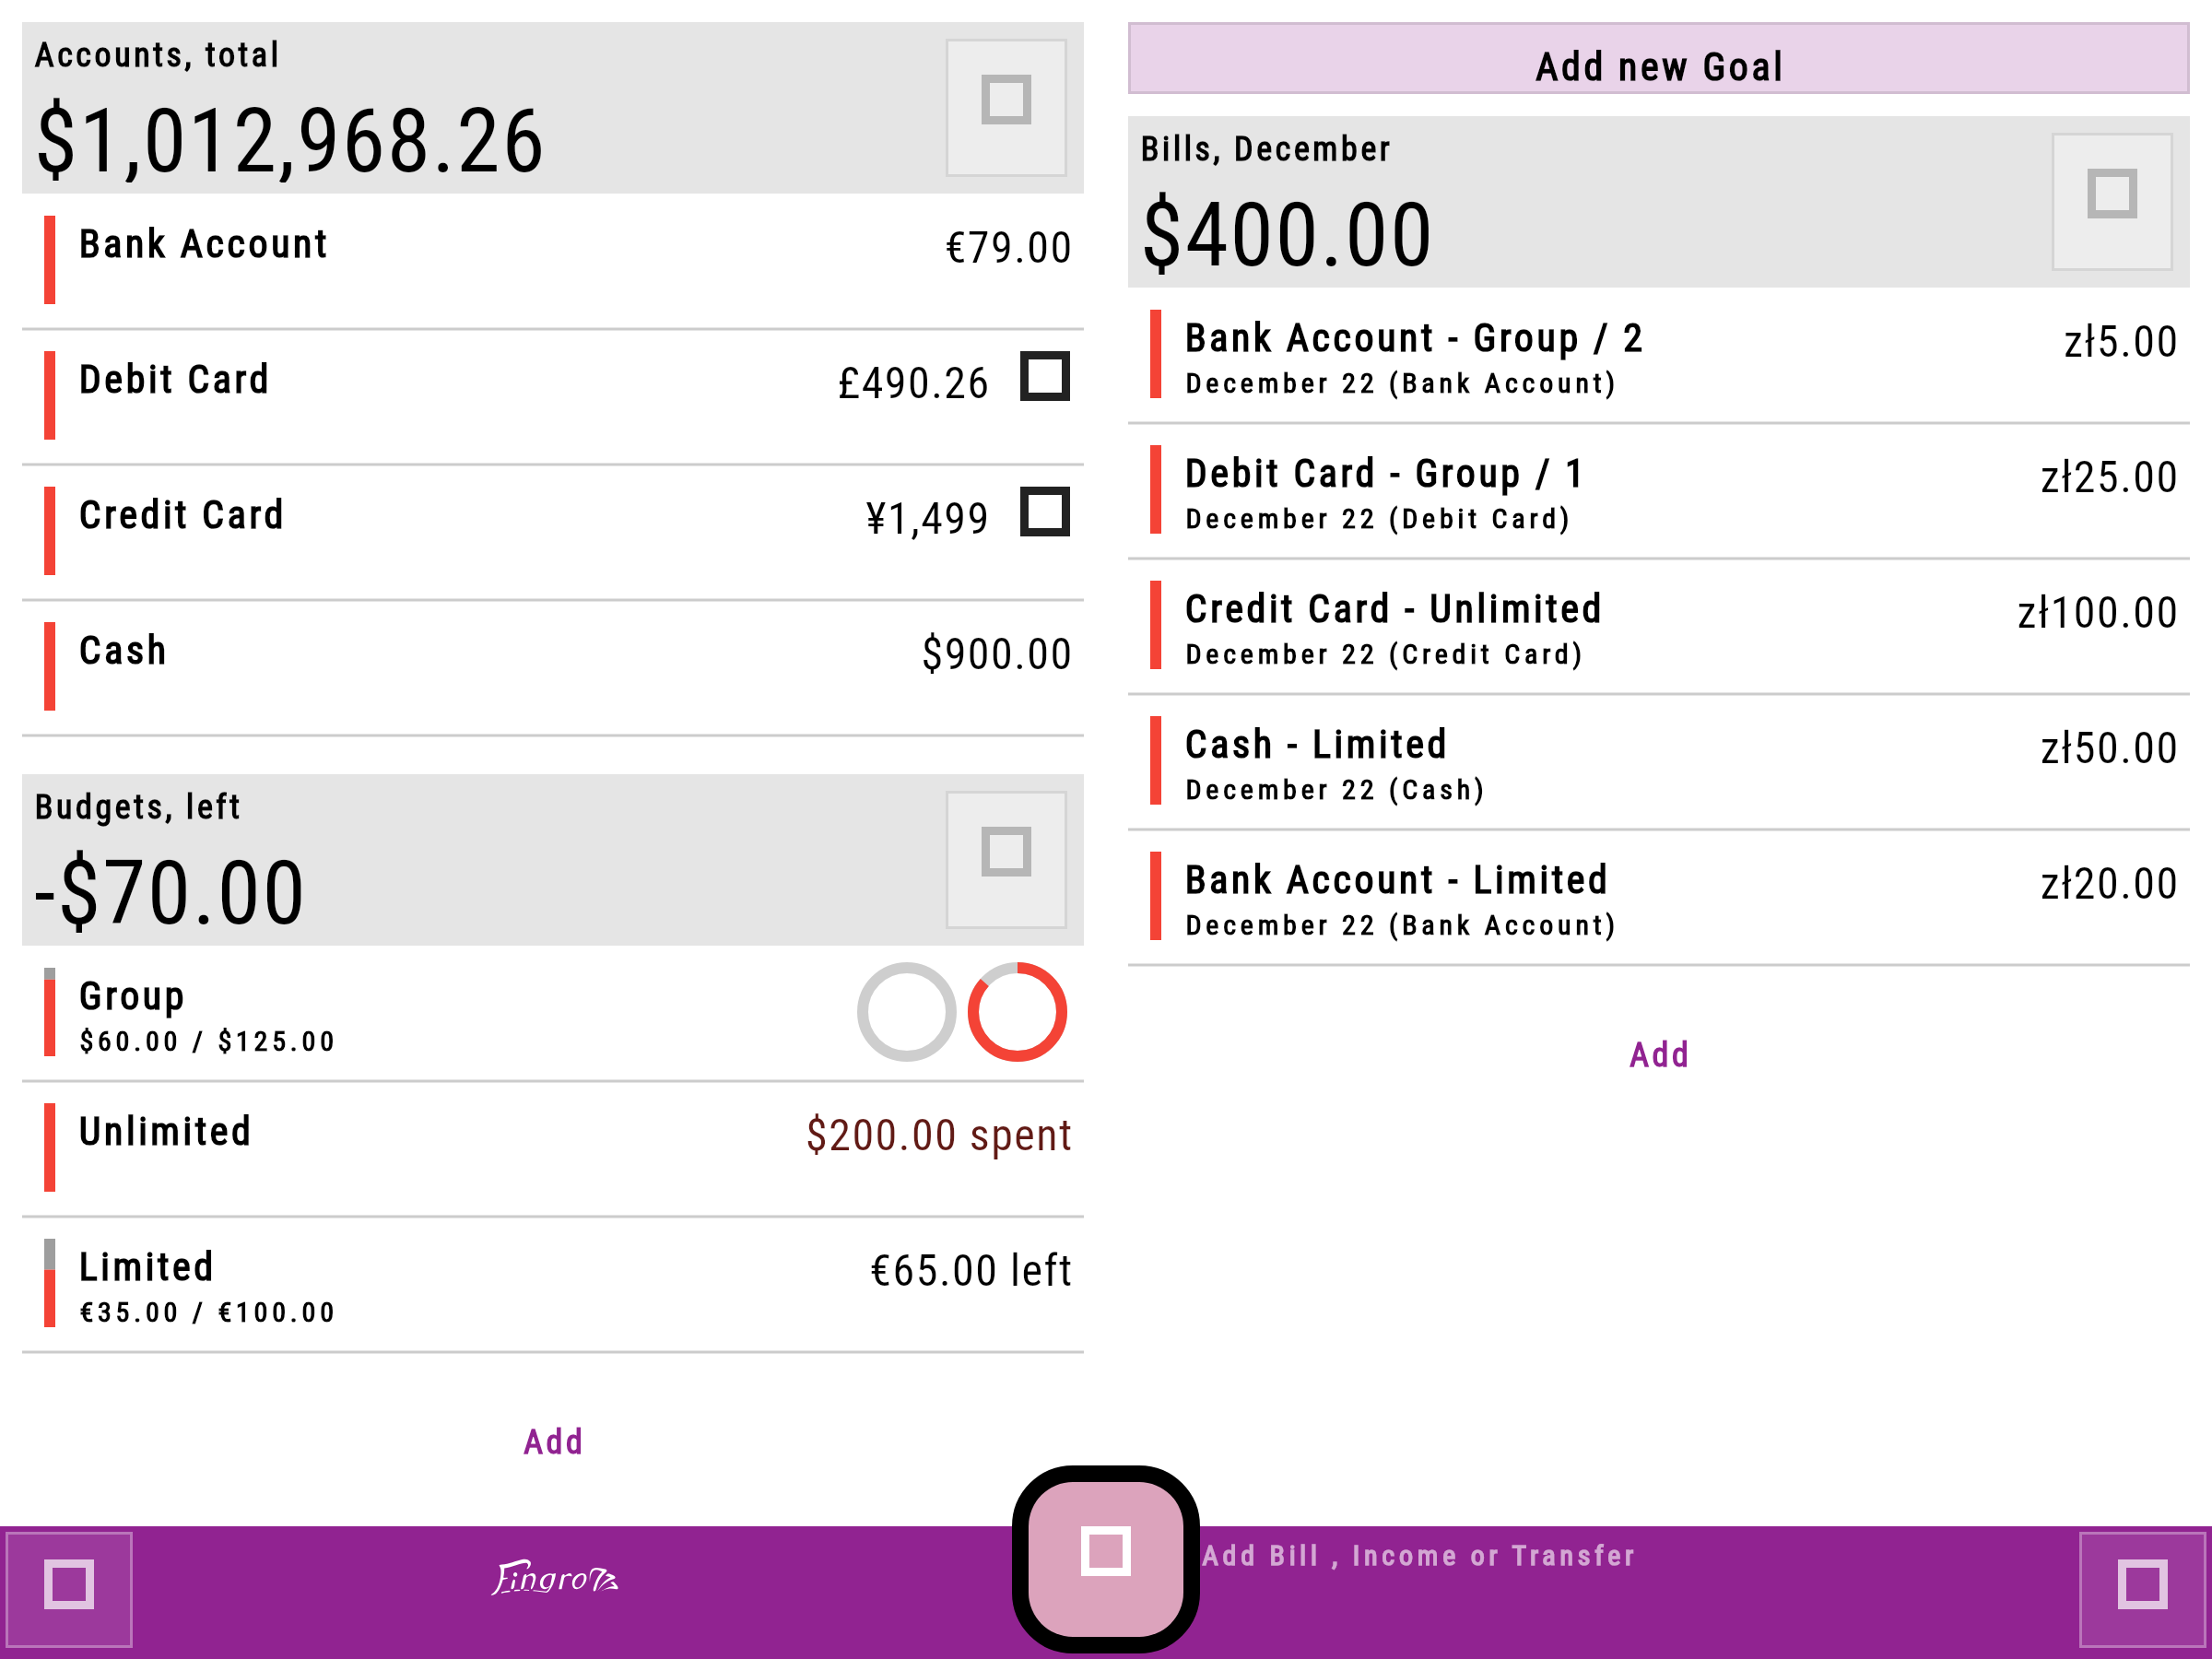 Accounts, total
$1,012,968.26
Bank Account
€79.00
Debit Card
£490.26
Credit Card
¥1,499
Cash
$900.00
Budgets, left
-$70.00
Group
$60.00 / $125.00
Unlimited
$200.00 spent
Limited
€65.00 left
€35.00 / €100.00
Add
Add new Goal
Bills, December
$400.00
Bank Account - Group / 2
zł5.00
December 22 (Bank Account)
Debit Card - Group / 1
zł25.00
December 22 (Debit Card)
Credit Card - Unlimited
zł100.00
December 22 (Credit Card)
Cash - Limited
zł50.00
December 22 (Cash)
Bank Account - Limited
zł20.00
December 22 (Bank Account)
Add
Add Bill , Income or Transfer